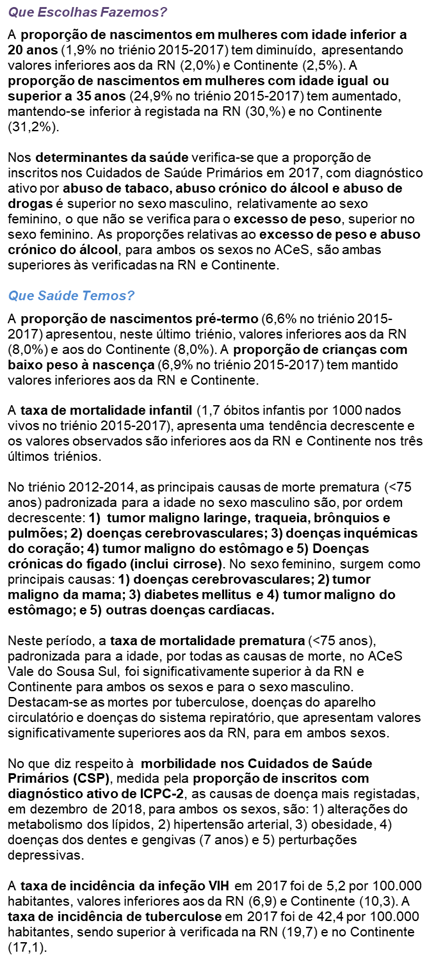 Que Escolhas Fazemos?
A proporção de nascimentos em mulheres com idade inferior a
20 anos (1,9% no triénio 2015-2017) tem diminuído, apresentando
valores inferiores aos da RN (2,0%) e Continente (2,5%). A
proporção de nascimentos em mulheres com idade igual ou
superior a 35 anos (24,9% no triénio 2015-2017) tem aumentado,
mantendo-se inferior à registada na RN (30,%) e no Continente
(31,2%).
Nos determinantes da saúde verifica-se que a proporção de
inscritos nos Cuidados de Saúde Primários em 2017, com diagnóstico
ativo por abuso de tabaco, abuso crónico do álcool e abuso de
drogas é superior no sexo masculino, relativamente ao sexo
feminino, o que não se verifica para o excesso de peso, superior no
sexo feminino. As proporções relativas ao excesso de peso e abuso
crónico do álcool, para ambos os sexos no ACeS, são ambas
superiores às verificadas na RN e Continente.
Que Saúde Temos?
A proporção de nascimentos pré-termo (6,6% no triénio 2015-
2017) apresentou, neste último triénio, valores inferiores aos da RN
(8,0%) e aos do Continente (8,0%). A proporção de crianças com
baixo peso à nascença (6,9% no triénio 2015-2017) tem mantido
valores inferiores aos da RN e Continente.
A taxa de mortalidade infantil (1,7 óbitos infantis por 1000 nados
vivos no triénio 2015-2017), apresenta uma tendência decrescente e
os valores observados são inferiores aos da RN e Continente nos três
últimos triénios.
No triénio 2012-2014, as principais causas de morte prematura (<75
anos) padronizada para a idade no sexo masculino são, por ordem
decrescente: 1) tumor maligno laringe, traqueia, brônquios e
pulmões; 2) doenças cerebrovasculares; 3) doenças inquémicas
do coração; 4) tumor maligno do estômago e 5) Doenças
crónicas do fígado (inclui cirrose). No sexo feminino, surgem como
principais causas: 1) doenças cerebrovasculares; 2) tumor
maligno da mama; 3) diabetes mellitus e 4) tumor maligno do
estômago; e 5) outras doenças cardíacas.
Neste período, a taxa de mortalidade prematura (<75 anos),
padronizada para a idade, por todas as causas de morte, no ACeS
Vale do Sousa Sul, foi significativamente superior à da RN e
Continente para ambos os sexos e para o sexo masculino.
Destacam-se as mortes por tuberculose, doenças do aparelho
circulatório e doenças do sistema repiratório, que apresentam valores
significativamente superiores aos da RN, para em ambos sexos.
No que diz respeito à morbilidade nos Cuidados de Saúde
Primários (CSP), medida pela proporção de inscritos com
diagnóstico ativo de ICPC-2, as causas de doença mais registadas,
em dezembro de 2018, para ambos os sexos, são: 1) alterações do
metabolismo dos lípidos, 2) hipertensão arterial, 3) obesidade, 4)
doenças dos dentes e gengivas (7 anos) e 5) perturbações
depressivas.
A taxa de incidência da infeção VIH em 2017 foi de 5,2 por 100.000
habitantes, valores inferiores aos da RN (6,9) e Continente (10,3). A
taxa de incidência de tuberculose em 2017 foi de 42,4 por 100.000
habitantes, sendo superior à verificada na RN (19,7) e no Continente
(17,1).